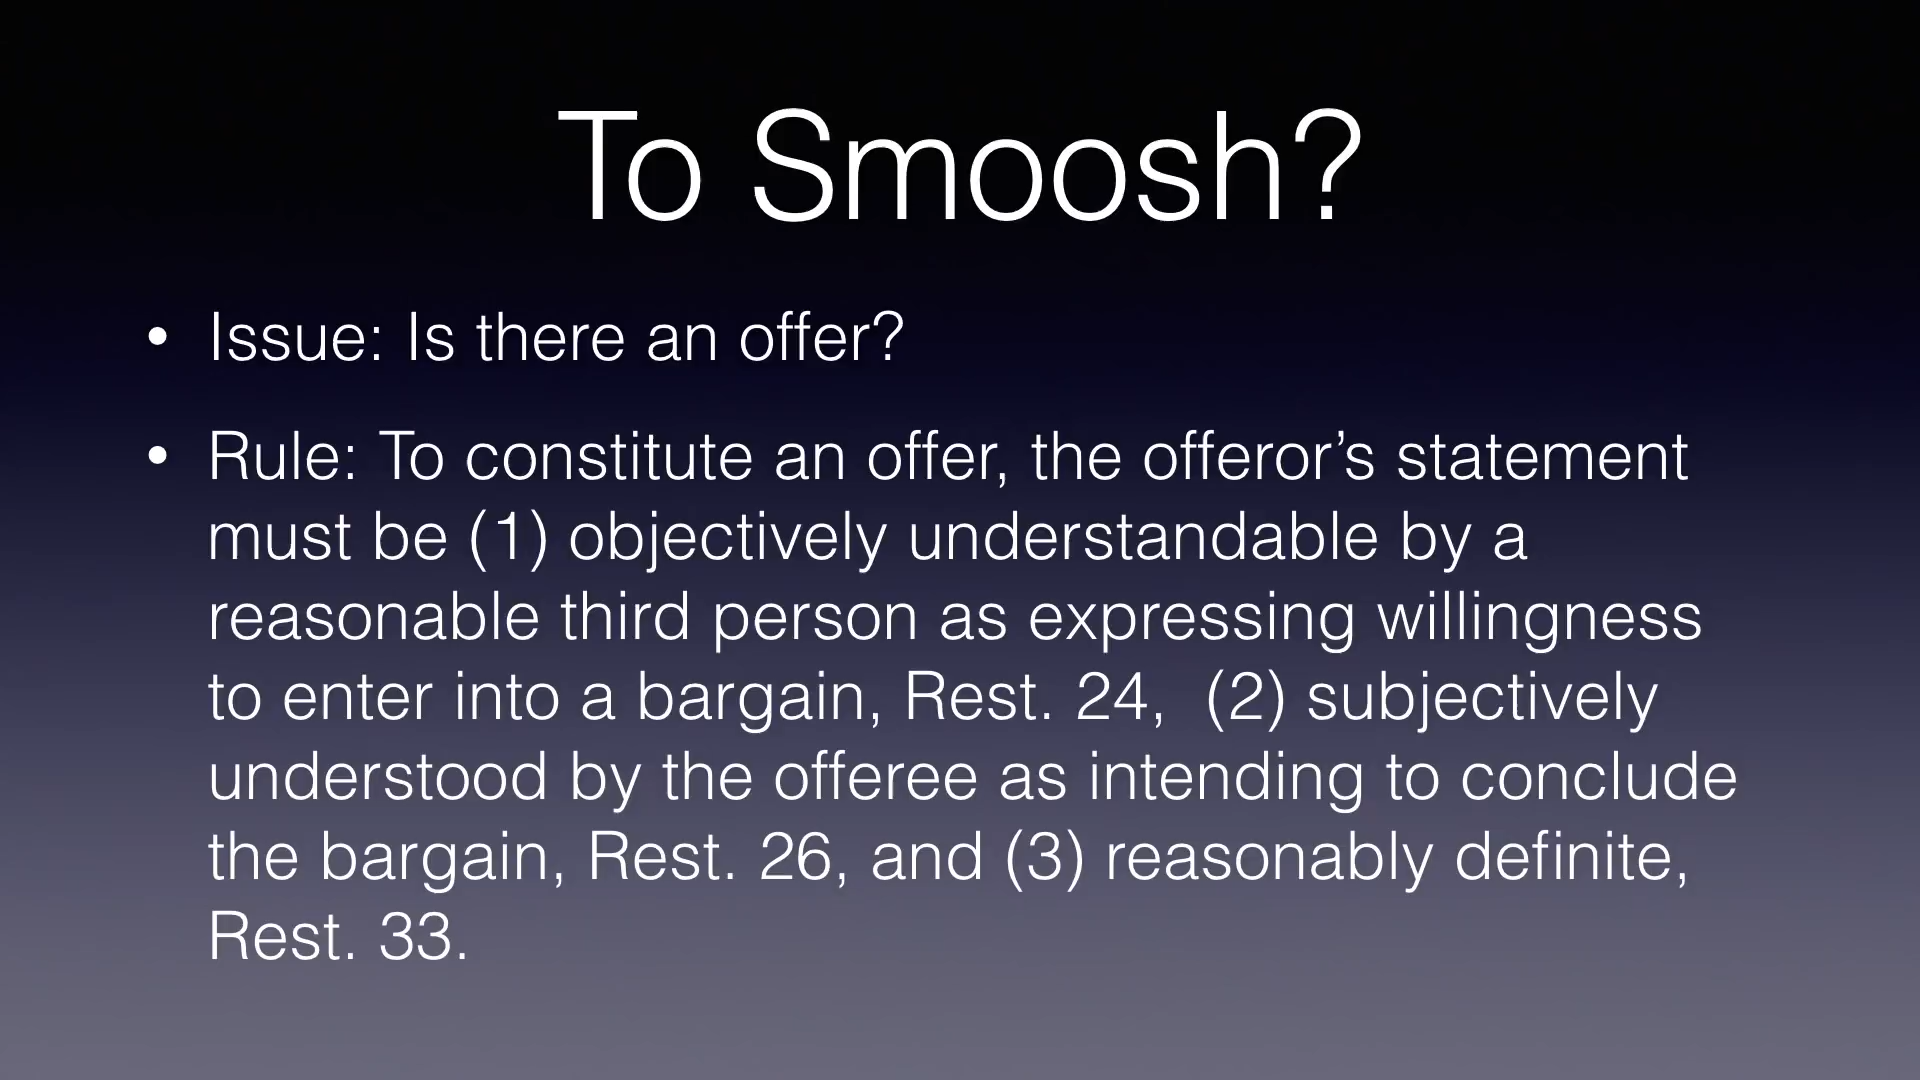 To Smoosh?
• Issue: Is there an offer?
• Rule: To constitute an offer, the offeror’s statement
must be (1) objectively understandable by a
reasonable third person as expressing willingness
to enter into a bargain, Rest. 24,  (2) subjectively
understood by the offeree as intending to conclude
the bargain, Rest. 26, and (3) reasonably definite,
Rest. 33.